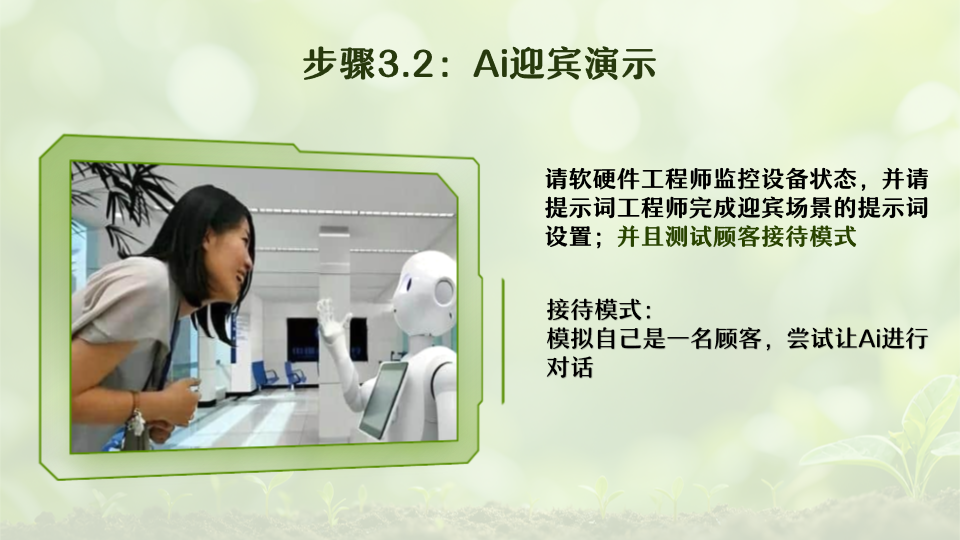 步骤3.2：Ai迎宾演示
请软硬件工程师监控设备状态，并请
提示词工程师完成迎宾场景的提示词
设置；并且测试顾客接待模式
接待模式：
模拟自己是一名顾客，尝试让Ai进行
对话